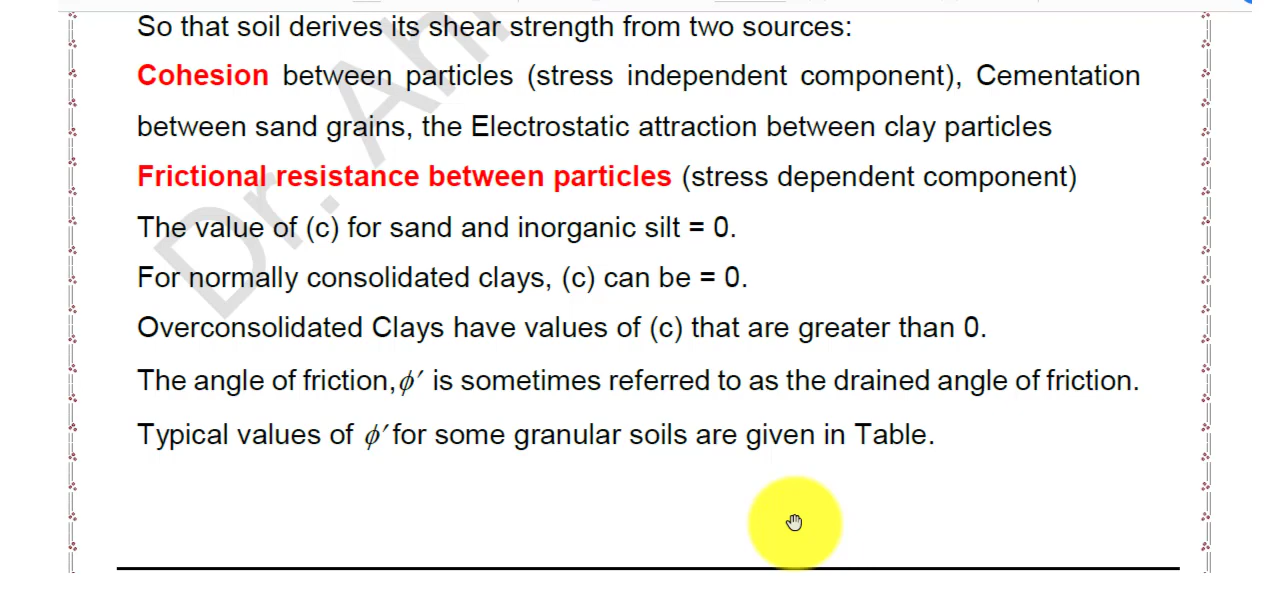 So that soil derives its shear strength from two sources:
Cohesion between particles (stress independent component), Cementation
between sand grains, the Electrostatic attraction between clay particles
Frictional resistance between particles (stress dependent component)
The value of (c) for sand and inorganic silt = 0.
For normally consolidated clays, (c) can be = 0.
Overconsolidated Clays have values of (c) that are greater than 0.
The angle of friction,ϕ′ is sometimes referred to as the drained angle of friction.
Typical values of ϕ′ for some granular soils are given in Table.
Dr.